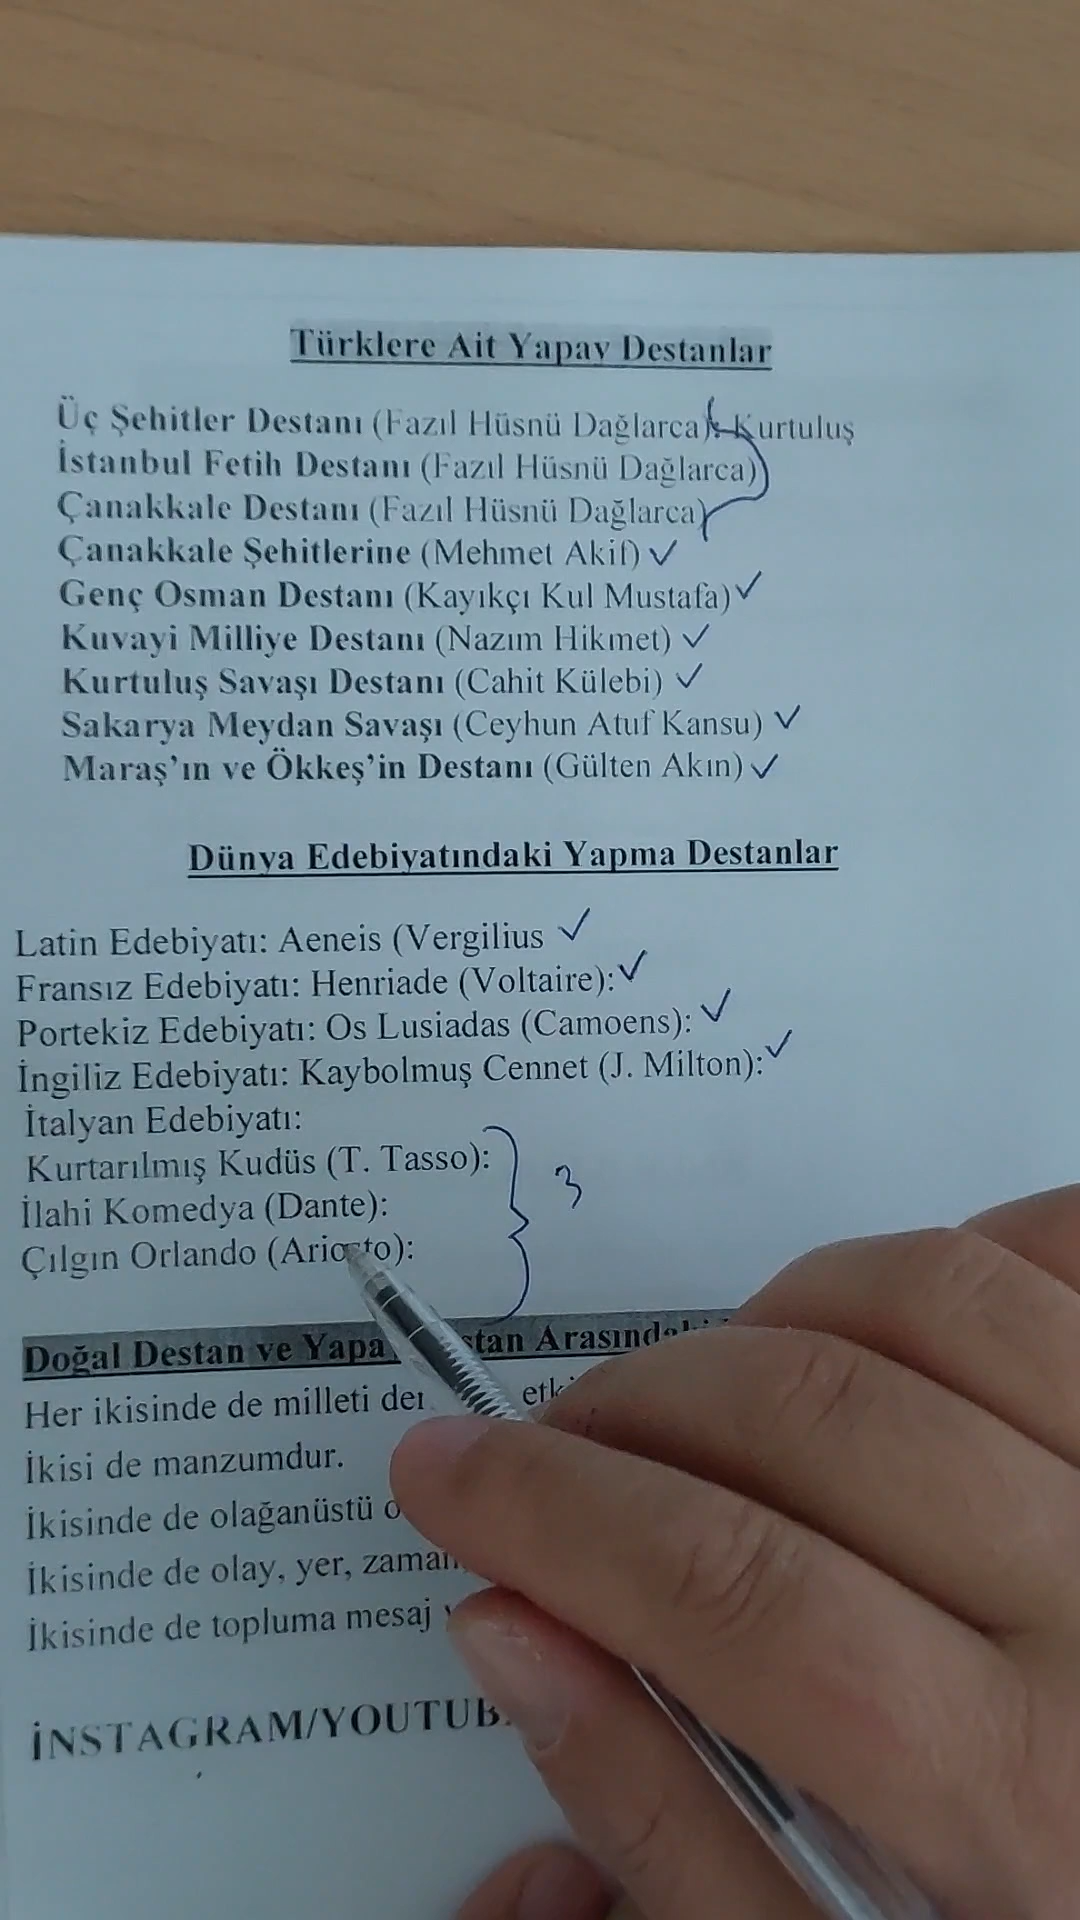 Türklere Ait Yapay Destanlar
Üç Şehitler Destanı (Fazıl Hüsnü Dağlarca): Kurtuluş
İstanbul Fetih Destanı (Fazıl Hüsnü Dağlarca)
Çanakkale Destanı (Fazıl Hüsnü Dağlarca)
Çanakkale Şehitlerine (Mehmet Akif) ✓
Genç Osman Destanı (Kayıkçı Kul Mustafa) ✓
Kuvayi Milliye Destanı (Nazım Hikmet) ✓
Kurtuluş Savaşı Destanı (Cahit Külebi) ✓
Sakarya Meydan Savaşı (Ceyhun Atuf Kansu) ✓
Maraş’ın ve Ökkeş’in Destanı (Gülten Akın) ✓
Dünya Edebiyatındaki Yapma Destanlar
Latin Edebiyatı: Aeneis (Vergilius ✓
Fransız Edebiyatı: Henriade (Voltaire): ✓
Portekiz Edebiyatı: Os Lusiadas (Camoens): ✓
İngiliz Edebiyatı: Kaybolmuş Cennet (J. Milton): ✓
İtalyan Edebiyatı:
Kurtarılmış Kudüs (T. Tasso): 3
İlahi Komedya (Dante):
Çılgın Orlando (Ariosto):
Doğal Destan ve
Her ikisinde de milleti
İkisi de manzumdur.
İkisinde de olağanüstü
İkisinde de olay, yer,
İkisinde de topluma mesaj